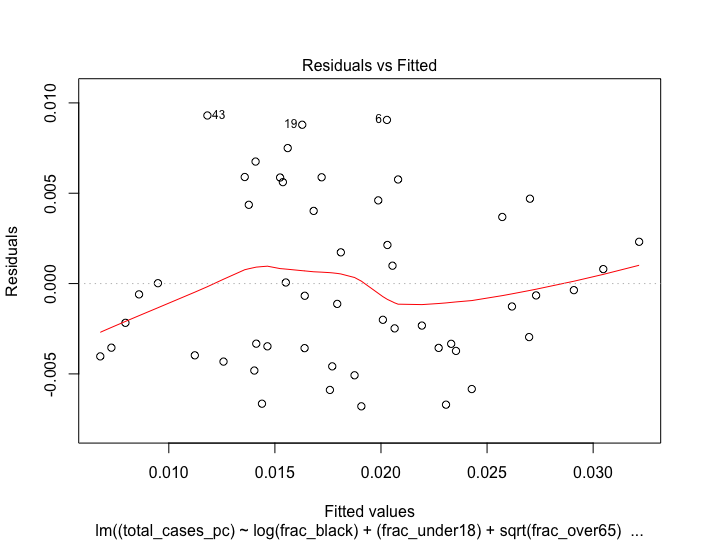 Residuals vs Fitted
0.010
0.005
0.000
-0.005
Residuals
43
19
6
0.010 0.015 0.020 0.025 0.030
Fitted values
lm((total_cases_pc) ~ log(frac_black) + (frac_under18) + sqrt(frac_over65) ...